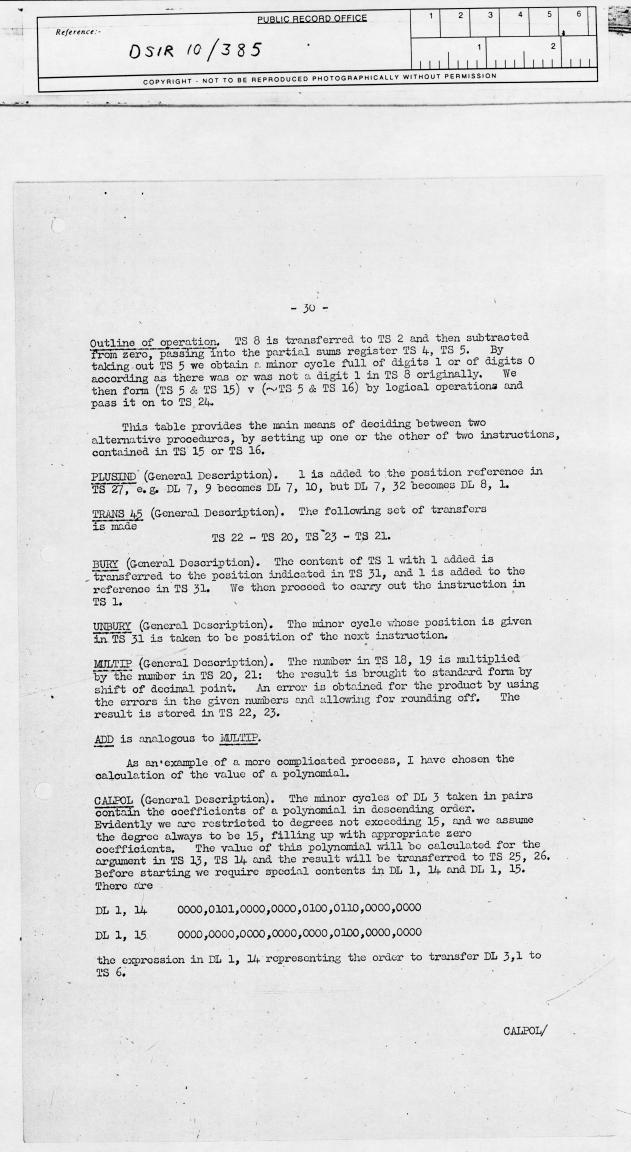 PUBLIC RECORD OFFICE
Reference:-
DSIR 10/385
1 2 3 4 5 6
1 2
COPYRIGHT - NOT TO BE REPRODUCED PHOTOGRAPHICALLY WITHOUT PERMISSION
- 30 -
Outline of operation. TS 8 is transferred to TS 2 and then subtracted
from zero, passing into the partial sums register TS 4, TS 5. By
taking out TS 5 we obtain a minor cycle full of digits 1 or of digits 0
according as there was or was not a digit 1 in TS 8 originally. We
then form (TS 5 & TS 15) v (~TS 5 & TS 16) by logical operations and
pass it on to TS 24.
This table provides the main means of deciding between two
alternative procedures, by setting up one or the other of two instructions,
contained in TS 15 or TS 16.
PLUSIND (General Description). 1 is added to the position reference in
TS 27, e.g. DL 7, 9 becomes DL 7, 10, but DL 7, 32 becomes DL 8, 1.
TRANS 45 (General Description). The following set of transfers
is made
TS 22 - TS 20, TS 23 - TS 21.
BURY (General Description). The content of TS 1 with 1 added is
transferred to the position indicated in TS 31, and 1 is added to the
reference in TS 31. We then proceed to carry out the instruction in
TS 1.
UNBURY (General Description). The minor cycle whose position is given
in TS 31 is taken to be position of the next instruction.
MULTIP (General Description). The number in TS 18, 19 is multiplied
by the number in TS 20, 21: the result is brought to standard form by
shift of decimal point. An error is obtained for the product by using
the errors in the given numbers and allowing for rounding off. The
result is stored in TS 22, 23.
ADD is analogous to MULTIP.
As an example of a more complicated process, I have chosen the
calculation of the value of a polynomial.
CALPOL (General Description). The minor cycles of DL 3 taken in pairs
contain the coefficients of a polynomial in descending order.
Evidently we are restricted to degrees not exceeding 15, and we assume
the degree always to be 15, filling up with appropriate zero
coefficients. The value of this polynomial will be calculated for the
argument in TS 13, TS 14 and the result will be transferred to TS 25, 26.
Before starting we require special contents in DL 1, 14 and DL 1, 15.
There are
DL 1, 14 0000,0101,0000,0000,0100,0110,0000,0000
DL 1, 15 0000,0000,0000,0000,0000,0100,0000,0000
the expression in DL 1, 14 representing the order to transfer DL 3,1 to
TS 6.
CALPOL/